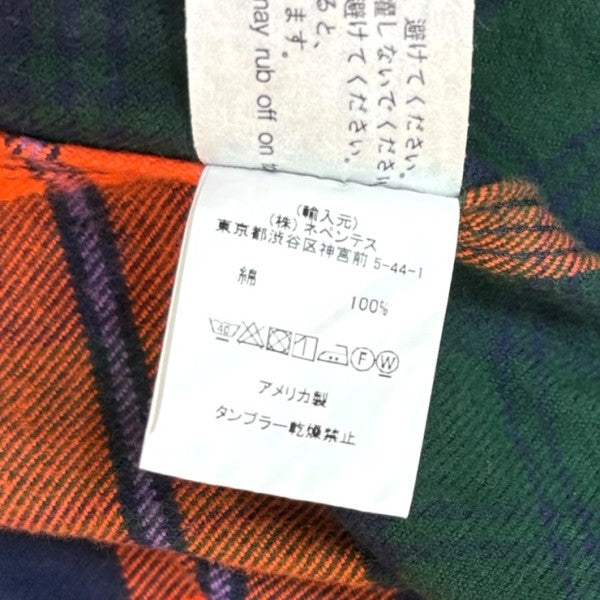 避けてください。
擢しないでくださ
避けてください。
ると、
ます。
may rub off on
(輸入元)
(株)ネペンテス
東京都渋谷区神宮前 5-44-1
綿 100%
40 F W
アメリカ製
タンブラー乾燥禁止